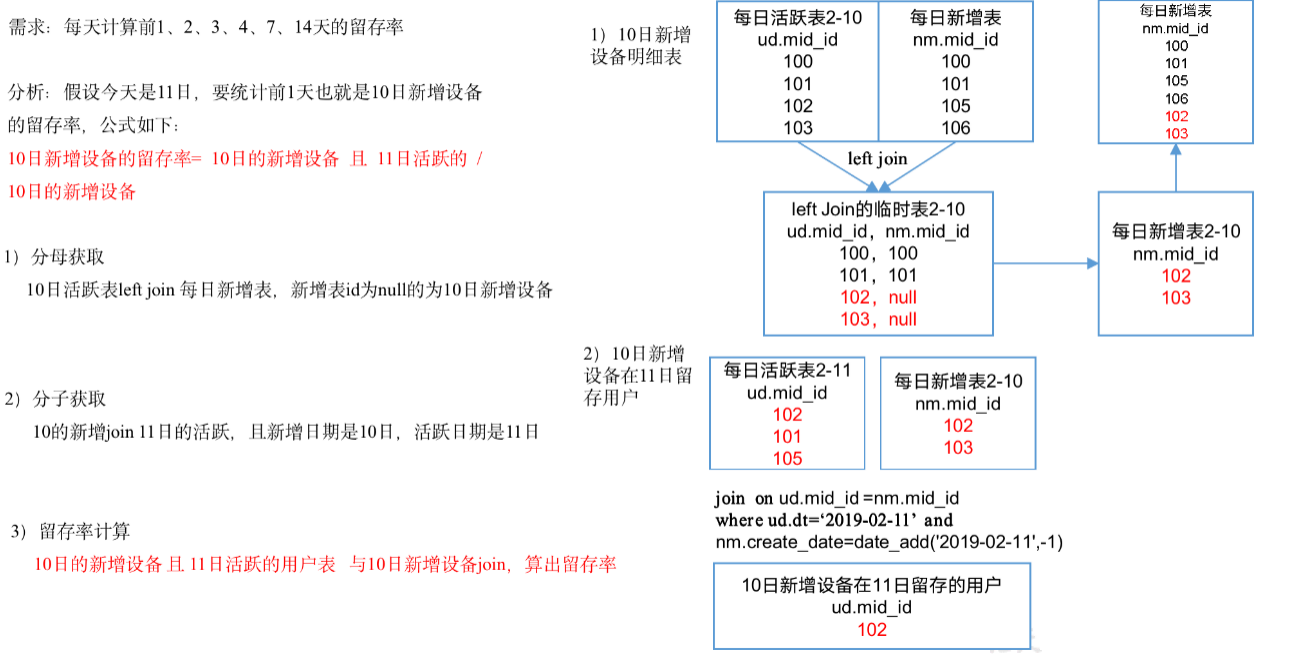 需求：每天计算前1、2、3、4、7、14天的留存率
分析：假设今天是11日，要统计前1天也就是10日新增设备
的留存率，公式如下：
10日新增设备的留存率= 10日的新增设备 且 11日活跃的 /
10日的新增设备
1）分母获取
10日活跃表left join 每日新增表，新增表id为null的为10日新增设备
2）分子获取
10的新增join 11日的活跃，且新增日期是10日，活跃日期是11日
3）留存率计算
10日的新增设备 且 11日活跃的用户表 与10日新增设备join，算出留存率
1）10日新增
设备明细表
每日活跃表2-10
ud.mid_id
100
101
102
103
每日新增表
nm.mid_id
100
101
105
106
left join
left Join的临时表2-10
ud.mid_id，nm.mid_id
100，100
101，101
102，null
103，null
每日新增表2-10
nm.mid_id
102
103
每日新增表
nm.mid_id
100
101
105
106
102
103
2）10日新增
设备在11日留
存用户
每日活跃表2-11
ud.mid_id
102
101
105
每日新增表2-10
nm.mid_id
102
103
join on ud.mid_id =nm.mid_id
where ud.dt=‘2019-02-11’ and
nm.create_date=date_add('2019-02-11',-1)
10日新增设备在11日留存的用户
ud.mid_id
102